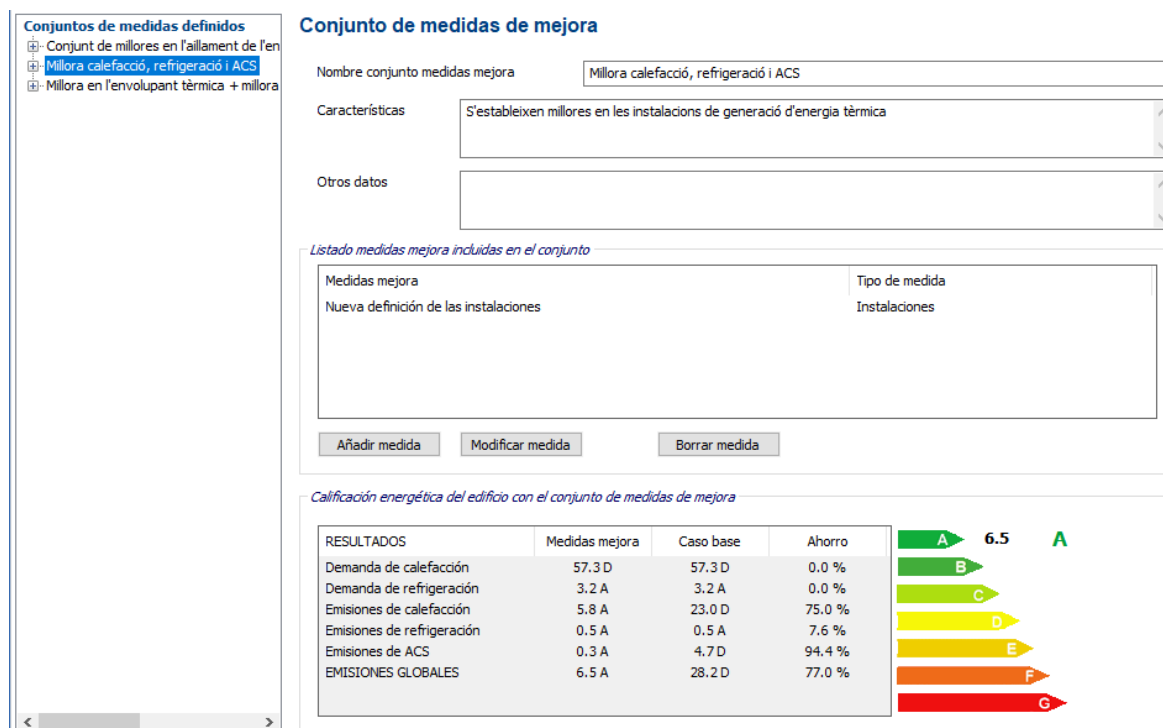 Conjuntos de medidas definidos
Conjunt de millores en l'aillament de l'en
Millora calefacció, refrigeració i ACS
Millora en l'envolupant tèrmica + millora
Conjunto de medidas de mejora
Nombre conjunto medidas mejora Millora calefacció, refrigeració i ACS
Características S'estableixen millores en les instalacions de generació d'energia tèrmica
Otros datos
Listado medidas mejora incluidas en el conjunto
Medidas mejora Tipo de medida
Nueva definición de las instalaciones Instalaciones
Añadir medida Modificar medida Borrar medida
Calificación energética del edificio con el conjunto de medidas de mejora
RESULTADOS Medidas mejora Caso base Ahorro
Demanda de calefacción 57.3 D 57.3 D 0.0 %
Demanda de refrigeración 3.2 A 3.2 A 0.0 %
Emisiones de calefacción 5.8 A 23.0 D 75.0 %
Emisiones de refrigeración 0.5 A 0.5 A 7.6 %
Emisiones de ACS 0.3 A 4.7 D 94.4 %
EMISIONES GLOBALES 6.5 A 28.2 D 77.0 %
A 6.5 A
B
C
D
E
F
G